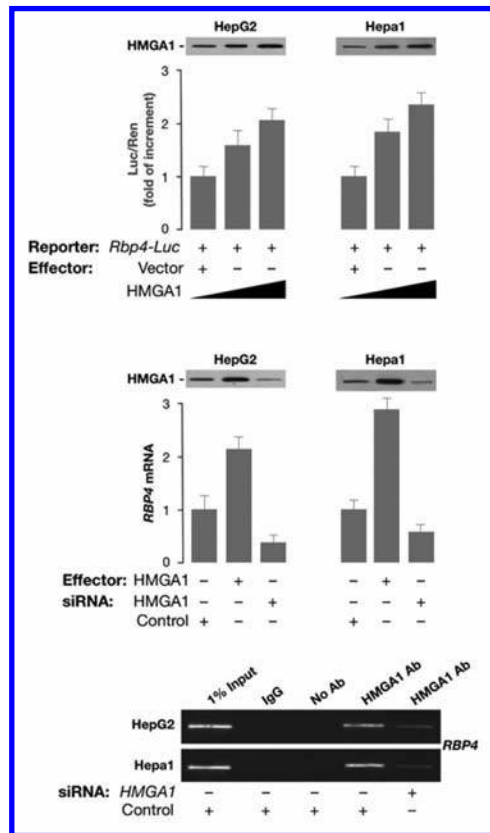 HepG2 Hepa1
HMGA1 -
3
2
1
0
Luc/Ren
(fold of increment)
Reporter: Rbp4-Luc + + + + + +
Effector: Vector + – – + – –
HMGA1
HepG2 Hepa1
HMGA1 -
3
2
1
0
RBP4 mRNA
Effector: HMGA1 – + – – + –
siRNA: HMGA1 – – + – – +
Control + – – + – –
1% Input IgG No Ab HMGA1 Ab HMGA1 Ab
HepG2
RBP4
Hepa1
siRNA: HMGA1 – – – – +
Control + + + + –